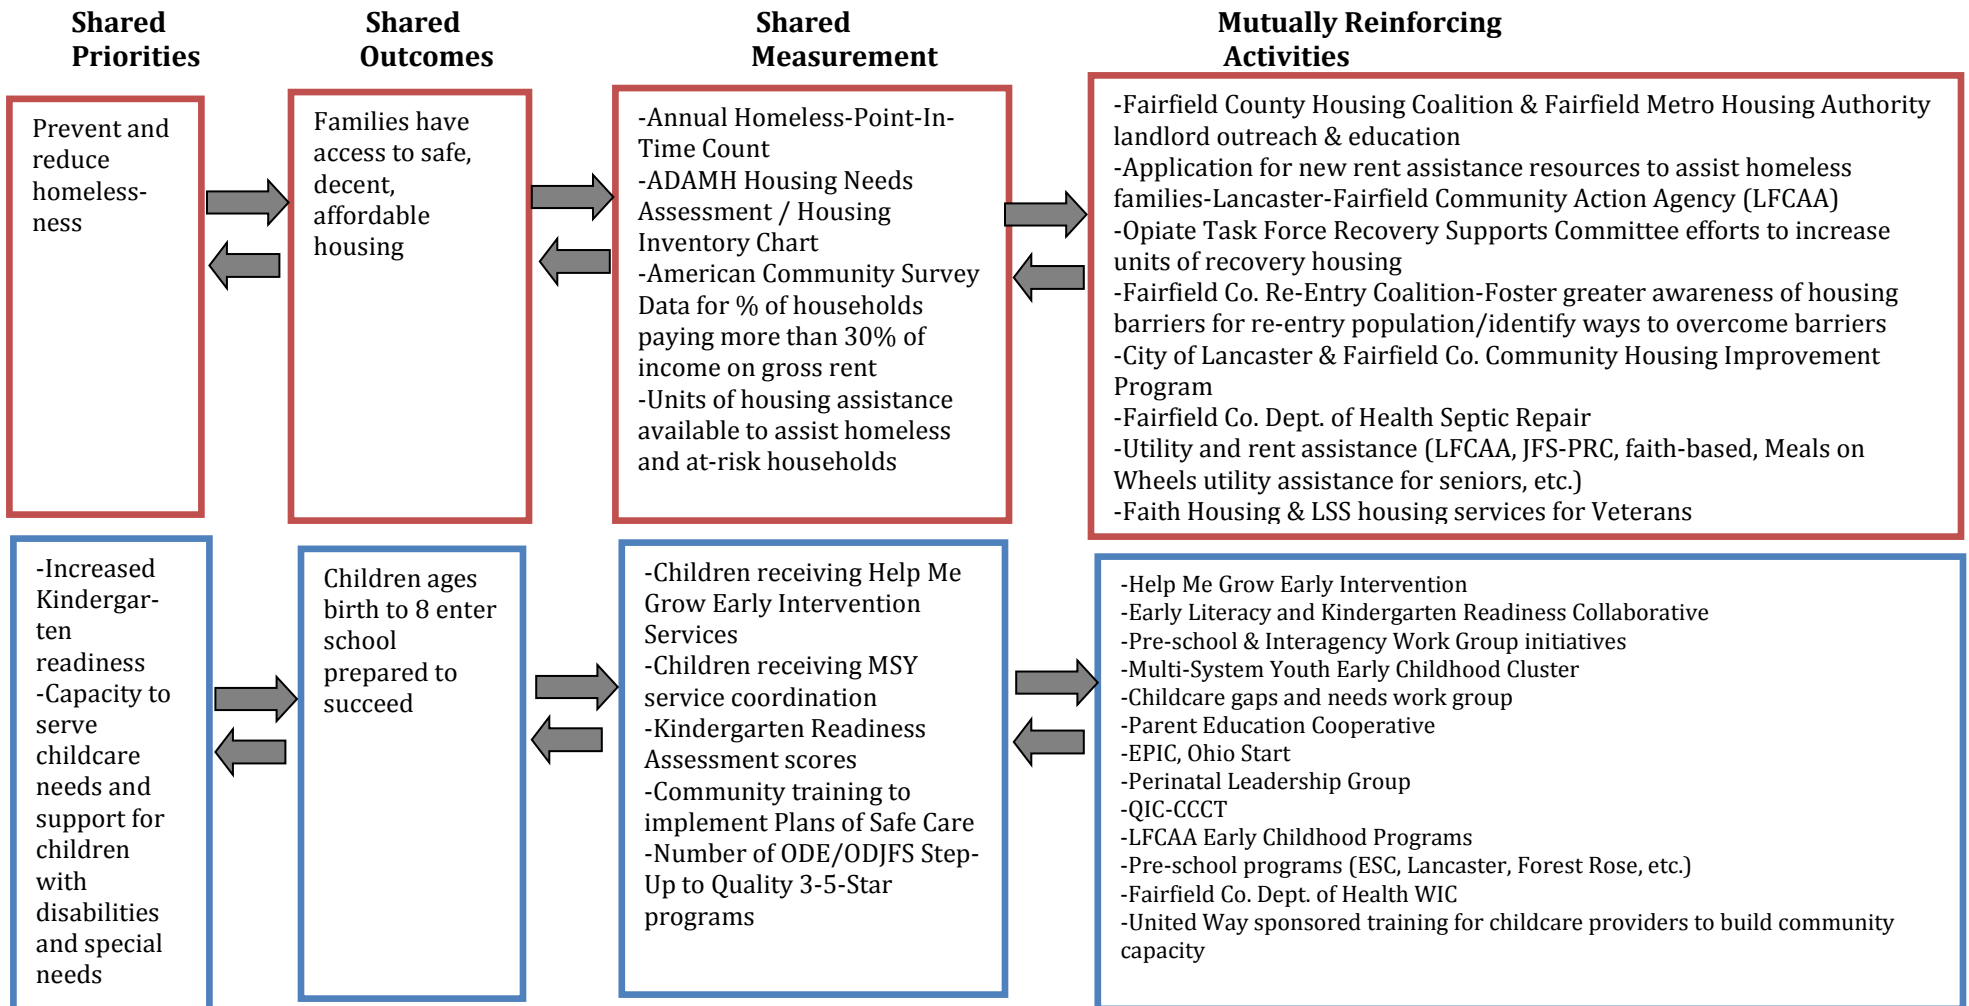 Shared
Priorities
Shared
Outcomes
Shared
Measurement
Mutually Reinforcing
Activities
Prevent and
reduce
homeless-
ness
Families have
access to safe,
decent,
affordable
housing
-Annual Homeless-Point-In-
Time Count
-ADAMH Housing Needs
Assessment / Housing
Inventory Chart
-American Community Survey
Data for % of households
paying more than 30% of
income on gross rent
-Units of housing assistance
available to assist homeless
and at-risk households
-Fairfield County Housing Coalition & Fairfield Metro Housing Authority
landlord outreach & education
-Application for new rent assistance resources to assist homeless
families-Lancaster-Fairfield Community Action Agency (LFCAA)
-Opiate Task Force Recovery Supports Committee efforts to increase
units of recovery housing
-Fairfield Co. Re-Entry Coalition-Foster greater awareness of housing
barriers for re-entry population/identify ways to overcome barriers
-City of Lancaster & Fairfield Co. Community Housing Improvement
Program
-Fairfield Co. Dept. of Health Septic Repair
-Utility and rent assistance (LFCAA, JFS-PRC, faith-based, Meals on
Wheels utility assistance for seniors, etc.)
-Faith Housing & LSS housing services for Veterans
-Increased
Kindergar-
ten
readiness
-Capacity to
serve
childcare
needs and
support for
children
with
disabilities
and special
needs
Children ages
birth to 8 enter
school
prepared to
succeed
-Children receiving Help Me
Grow Early Intervention
Services
-Children receiving MSY
service coordination
-Kindergarten Readiness
Assessment scores
-Community training to
implement Plans of Safe Care
-Number of ODE/ODJFS Step-
Up to Quality 3-5-Star
programs
-Help Me Grow Early Intervention
-Early Literacy and Kindergarten Readiness Collaborative
-Pre-school & Interagency Work Group initiatives
-Multi-System Youth Early Childhood Cluster
-Childcare gaps and needs work group
-Parent Education Cooperative
-EPIC, Ohio Start
-Perinatal Leadership Group
-QIC-CCCT
-LFCAA Early Childhood Programs
-Pre-school programs (ESC, Lancaster, Forest Rose, etc.)
-Fairfield Co. Dept. of Health WIC
-United Way sponsored training for childcare providers to build community
capacity